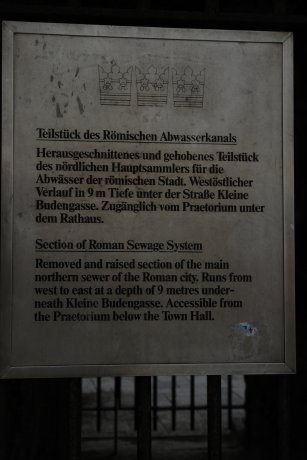 Teilstück des Römischen Abwasserkanals
Herausgeschnittenes und gehobenes Teilstück
des nördlichen Hauptsammlers für die
Abwässer der römischen Stadt. Westöstlicher
Verlauf in 9 m Tiefe unter der Straße Kleine
Budengasse. Zugänglich vom Praetorium unter
dem Rathaus.
Section of Roman Sewage System
Removed and raised section of the main
northern sewer of the Roman city. Runs from
west to east at a depth of 9 metres under-
neath Kleine Budengasse. Accessible from
the Praetorium below the Town Hall.